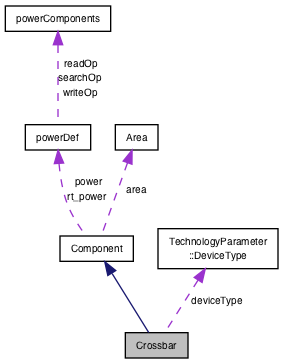 powerComponents
readOp
searchOp
writeOp
powerDef
Area
power
rt_power
area
Component
TechnologyParameter
::DeviceType
deviceType
Crossbar